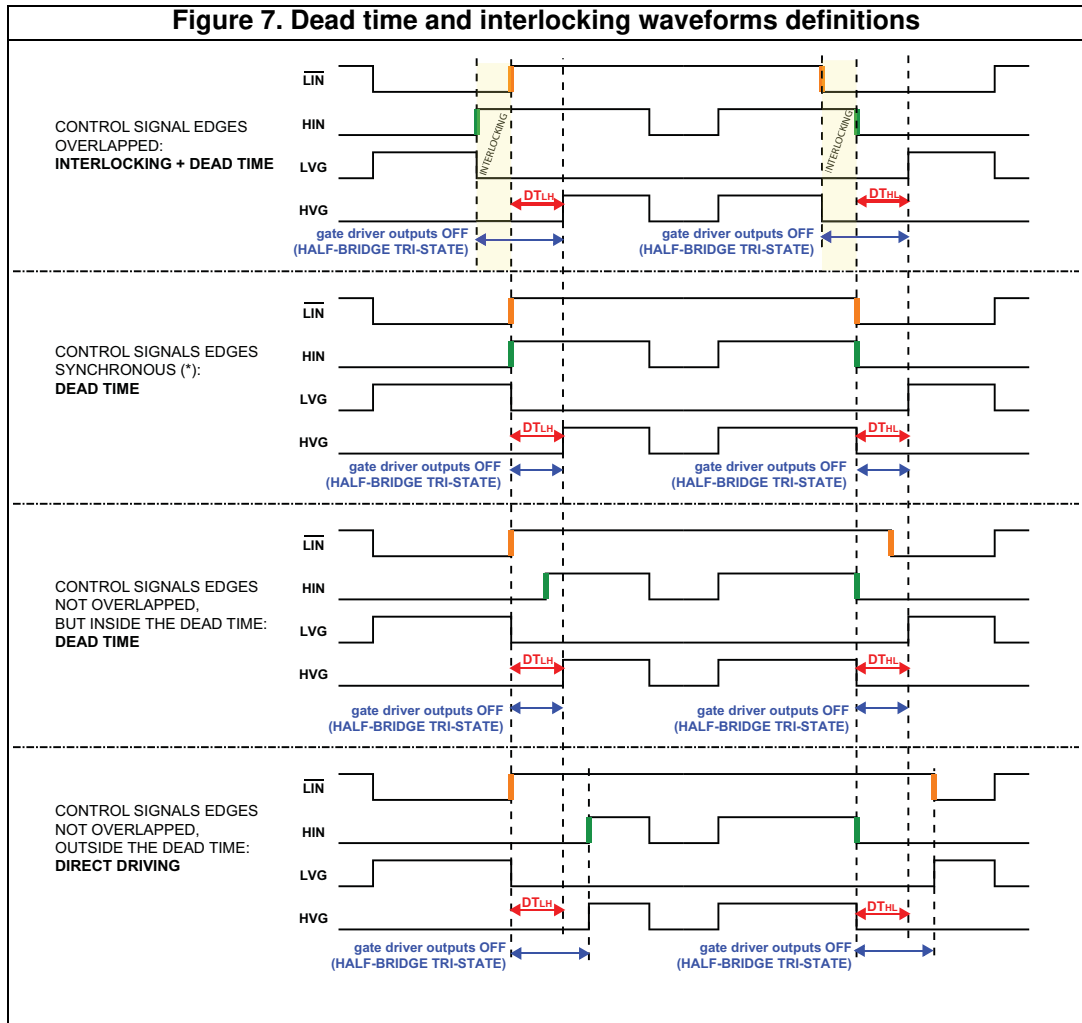 Figure 7. Dead time and interlocking waveforms definitions
CONTROL SIGNAL EDGES
OVERLAPPED:
INTERLOCKING + DEAD TIME
LIN
HIN
LVG
HVG
INTERLOCKING
INTERLOCKING
DTLH
DTHL
gate driver outputs OFF
(HALF-BRIDGE TRI-STATE)
gate driver outputs OFF
(HALF-BRIDGE TRI-STATE)
CONTROL SIGNALS EDGES
SYNCHRONOUS (*):
DEAD TIME
LIN
HIN
LVG
HVG
DTLH
DTHL
gate driver outputs OFF
(HALF-BRIDGE TRI-STATE)
gate driver outputs OFF
(HALF-BRIDGE TRI-STATE)
CONTROL SIGNALS EDGES
NOT OVERLAPPED,
BUT INSIDE THE DEAD TIME:
DEAD TIME
LIN
HIN
LVG
HVG
DTLH
DTHL
gate driver outputs OFF
(HALF-BRIDGE TRI-STATE)
gate driver outputs OFF
(HALF-BRIDGE TRI-STATE)
CONTROL SIGNALS EDGES
NOT OVERLAPPED,
OUTSIDE THE DEAD TIME:
DIRECT DRIVING
LIN
HIN
LVG
HVG
DTLH
DTHL
gate driver outputs OFF
(HALF-BRIDGE TRI-STATE)
gate driver outputs OFF
(HALF-BRIDGE TRI-STATE)